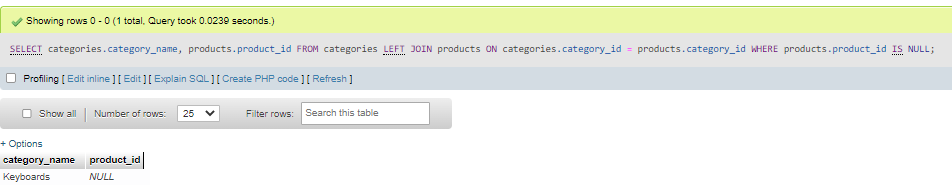 Showing rows 0 - 0 (1 total, Query took 0.0239 seconds.)
SELECT categories.category_name, products.product_id FROM categories LEFT JOIN products ON categories.category_id = products.category_id WHERE products.product_id IS NULL;
Profiling [ Edit inline ] [ Edit ] [ Explain SQL ] [ Create PHP code ] [ Refresh ]
Show all Number of rows: 25 Filter rows: Search this table
+ Options
category_name product_id
Keyboards NULL